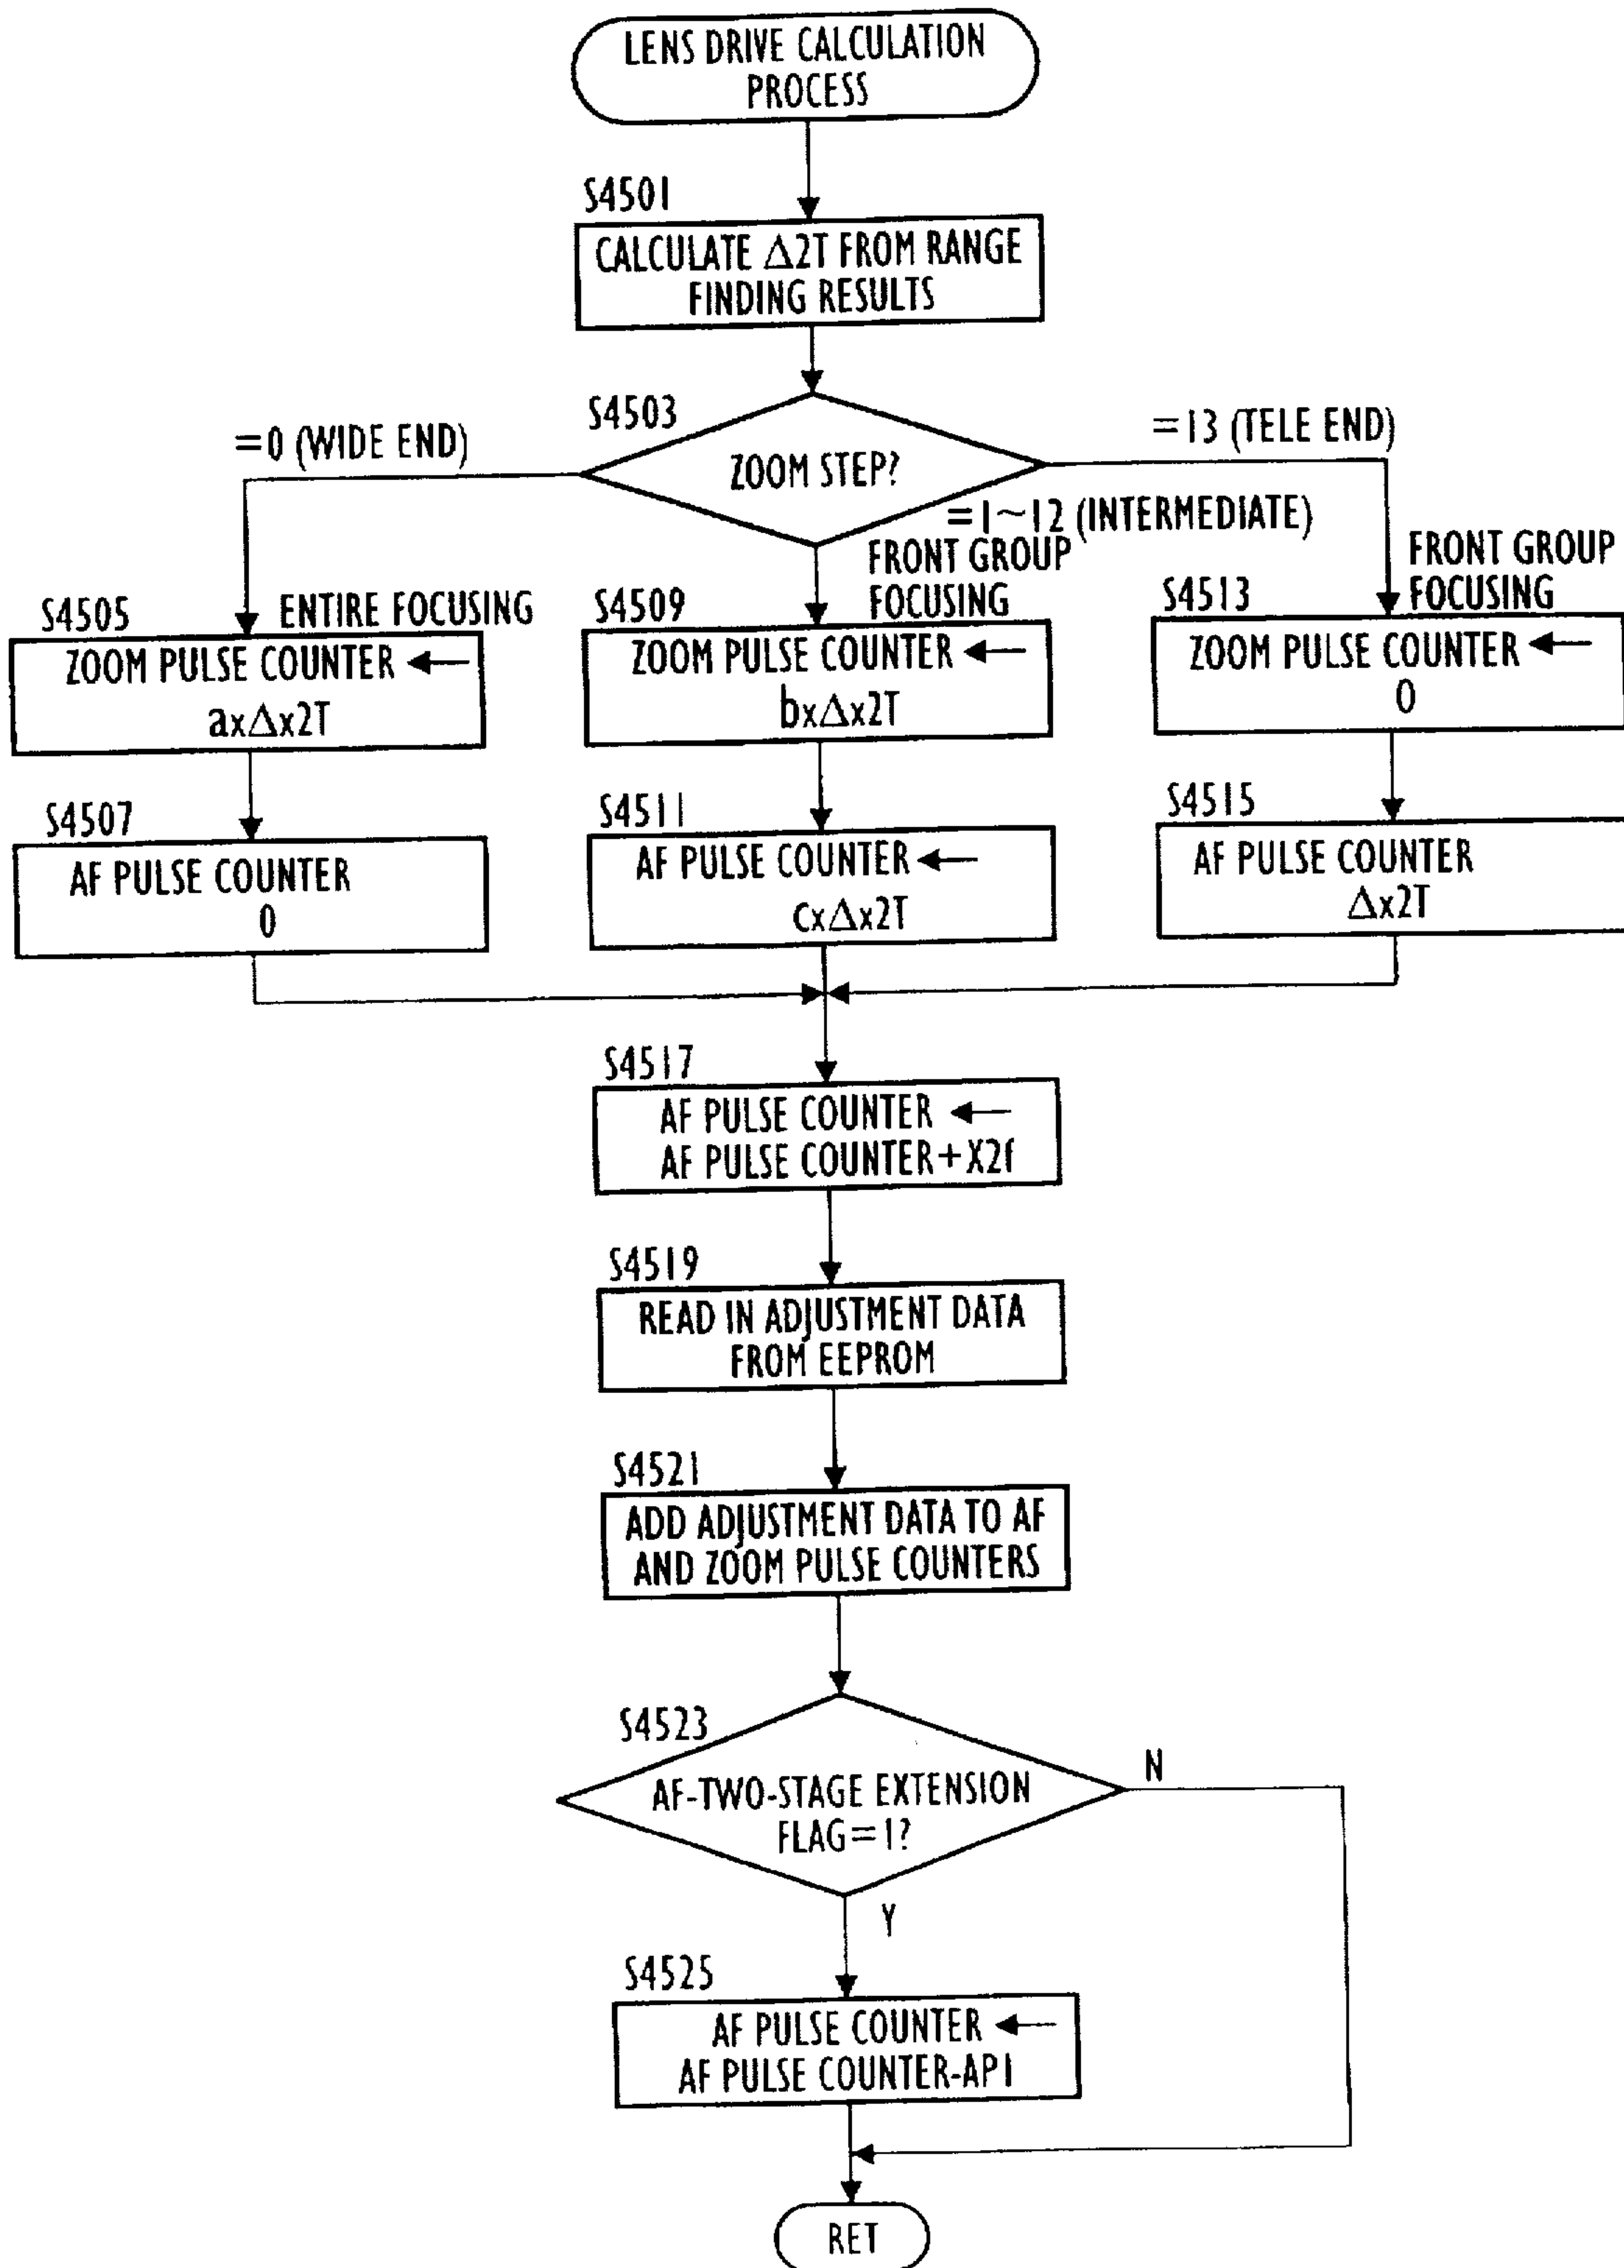 LENS DRIVE CALCULATION
PROCESS
S4501
CALCULATE Δ2T FROM RANGE
FINDING RESULTS
S4503
ZOOM STEP?
=0 (WIDE END)
=13 (TELE END)
=1~12 (INTERMEDIATE)
S4505
ENTIRE FOCUSING
ZOOM PULSE COUNTER ←
a×Δ×2T
S4507
AF PULSE COUNTER
0
FRONT GROUP
FOCUSING
S4509
ZOOM PULSE COUNTER ←
b×Δ×2T
S4511
AF PULSE COUNTER ←
c×Δ×2T
FRONT GROUP
FOCUSING
S4513
ZOOM PULSE COUNTER ←
0
S4515
AF PULSE COUNTER
Δ×2T
S4517
AF PULSE COUNTER ←
AF PULSE COUNTER+X2f
S4519
READ IN ADJUSTMENT DATA
FROM EEPROM
S4521
ADD ADJUSTMENT DATA TO AF
AND ZOOM PULSE COUNTERS
S4523
AF-TWO-STAGE EXTENSION
FLAG=1?
N
Y
S4525
AF PULSE COUNTER ←
AF PULSE COUNTER-AP1
RET